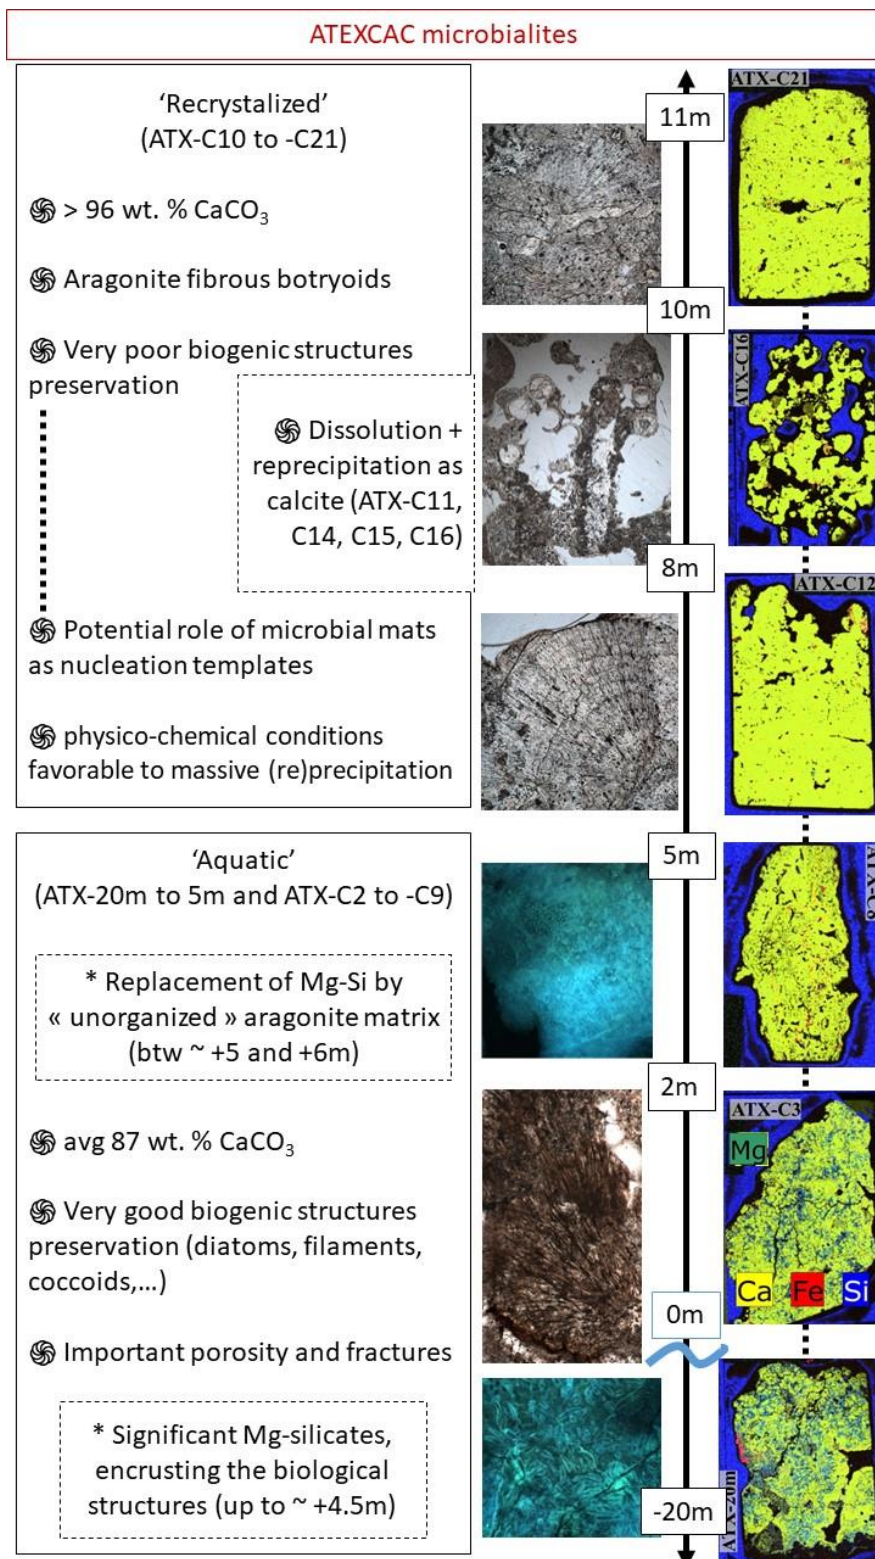 ATEXCAC microbialites
'Recrystalized'
(ATX-C10 to -C21)
> 96 wt. % CaCO₃
Aragonite fibrous botryoids
Very poor biogenic structures
preservation
Dissolution +
reprecipitation as
calcite (ATX-C11,
C14, C15, C16)
Potential role of microbial mats
as nucleation templates
physico-chemical conditions
favorable to massive (re)precipitation
'Aquatic'
(ATX-20m to 5m and ATX-C2 to -C9)
* Replacement of Mg-Si by
« unorganized » aragonite matrix
(btw ~ +5 and +6m)
avg 87 wt. % CaCO₃
Very good biogenic structures
preservation (diatoms, filaments,
coccoids,...)
Important porosity and fractures
* Significant Mg-silicates,
encrusting the biological
structures (up to ~ +4.5m)
11m
10m
8m
5m
2m
0m
-20m
ATX-C21
ATX-C16
ATX-C12
ATX-C8
ATX-C3
Mg
Ca Fe Si
ATX-20m